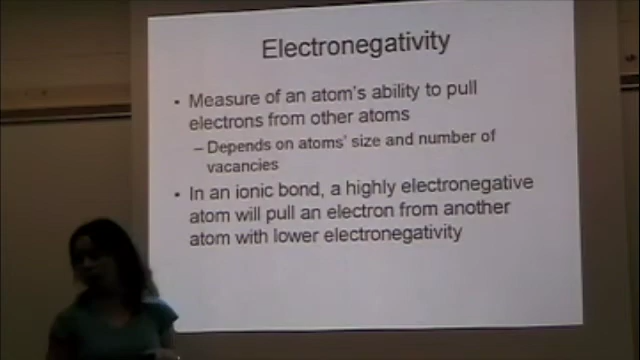 Electronegativity
• Measure of an atom's ability to pull
electrons from other atoms
– Depends on atoms' size and number of
vacancies
• In an ionic bond, a highly electronegative
atom will pull an electron from another
atom with lower electronegativity